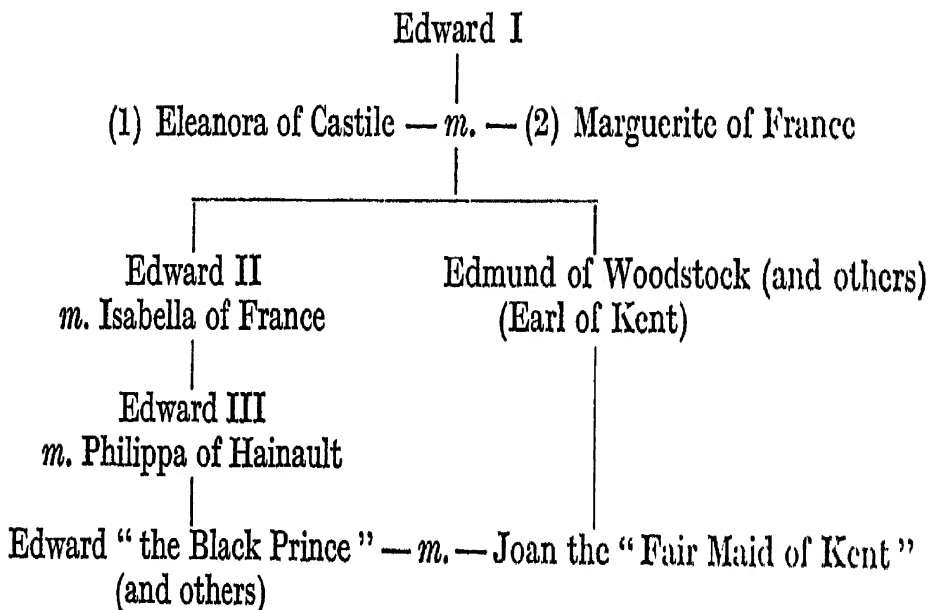 Edward I
(1) Eleanora of Castile — m. — (2) Marguerite of France
Edward II
m. Isabella of France
Edmund of Woodstock (and others)
(Earl of Kent)
Edward III
m. Philippa of Hainault
Edward “ the Black Prince ” — m. — Joan the “ Fair Maid of Kent ”
(and others)